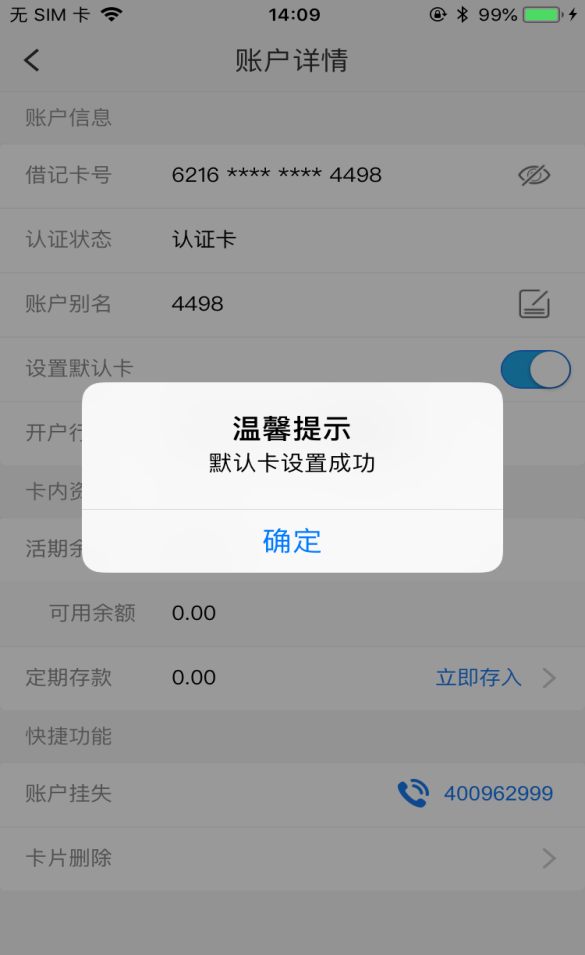 无 SIM 卡 14:09 99%
账户详情
账户信息
借记卡号 6216 **** **** 4498
认证状态 认证卡
账户别名 4498
设置默认卡
温馨提示
开户行
默认卡设置成功
卡内资
确定
活期余
可用余额 0.00
定期存款 0.00 立即存入
快捷功能
账户挂失 400962999
卡片删除